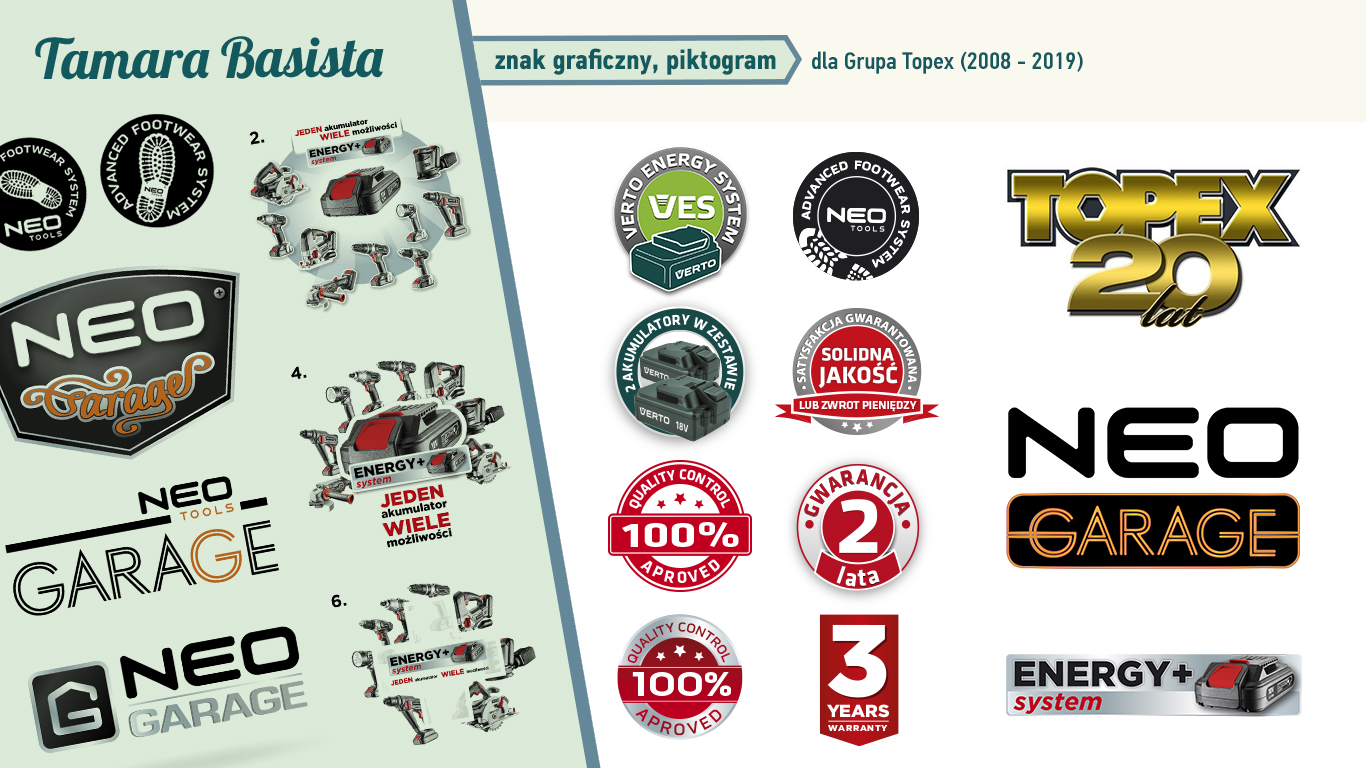 Tamara Basista
znak graficzny, piktogram
dla Grupa Topex (2008 - 2019)
FOOTWEAR SYSTEM
NEO
TOOLS
ADVANCED FOOTWEAR SYSTEM
NEO
2.
JEDEN akumulator
WIELE możliwości
ENERGY+
system
NEO
Garage
4.
ENERGY+
system
JEDEN
akumulator
WIELE
możliwości
NEO
TOOLS
GARAGE
6.
ENERGY+
system
JEDEN akumulator WIELE możliwości
G
NEO
GARAGE
VERTO ENERGY SYSTEM
VES
VERTO
ADVANCED FOOTWEAR SYSTEM
NEO
TOOLS
TOPEX
20
lat
2 AKUMULATORY W ZESTAWIE
VERTO
VERTO 18V
SATYSFAKCJA GWARANTOWANA
SOLIDNA
JAKOŚĆ
LUB ZWROT PIENIĘDZY
NEO
GARAGE
QUALITY CONTROL
100%
APROVED
GWARANCJA
2
lata
QUALITY CONTROL
100%
APROVED
3
YEARS
WARRANTY
ENERGY+
system